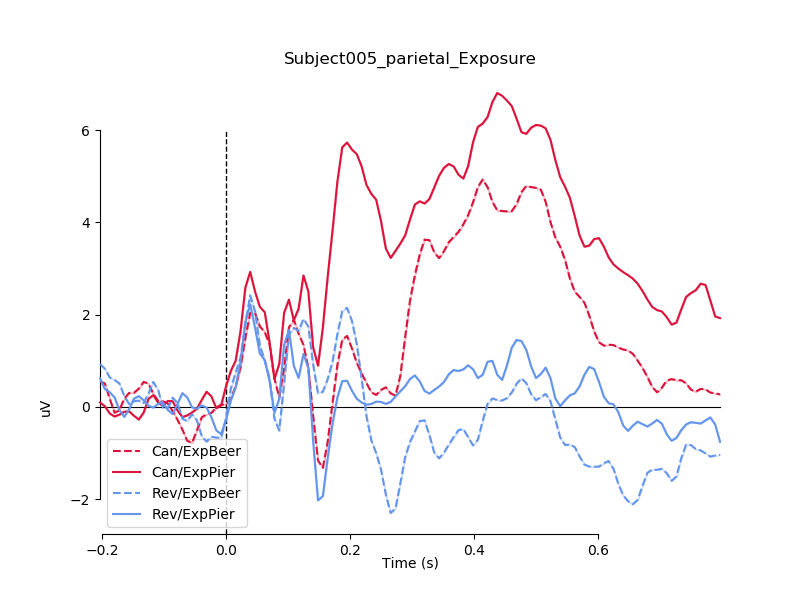 Subject005_parietal_Exposure
6
4
2
0
−2
uV
Can/ExpBeer
Can/ExpPier
Rev/ExpBeer
Rev/ExpPier
−0.2
0.0
0.2
0.4
0.6
Time (s)